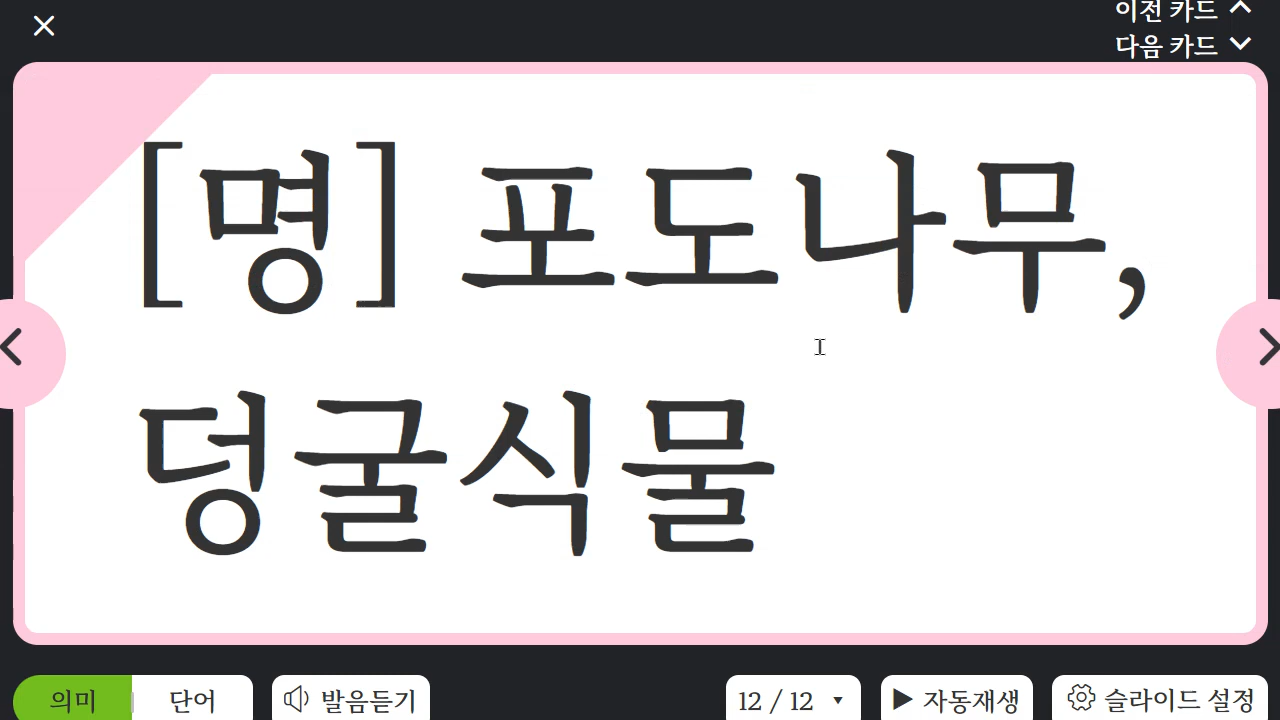 이전 카드
다음 카드
[명] 포도나무,
덩굴식물
의미 단어 발음듣기 12 / 12 자동재생 슬라이드 설정